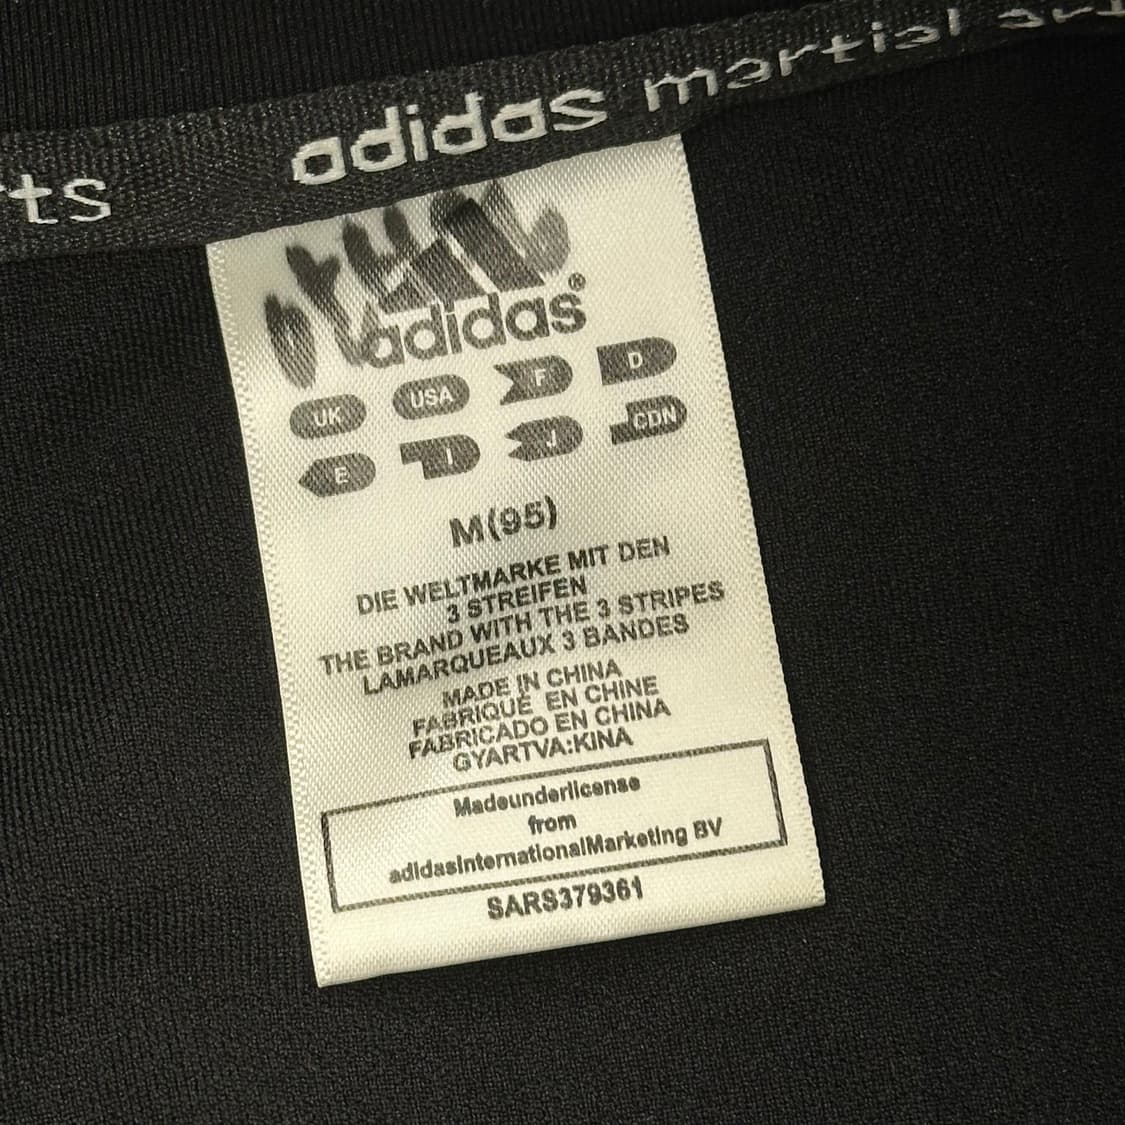 ts adidas martial art
adidas®
UK USA F D
E I J CDN
M(95)
DIE WELTMARKE MIT DEN
3 STREIFEN
THE BRAND WITH THE 3 STRIPES
LAMARQUEAUX 3 BANDES
MADE IN CHINA
FABRIQUÉ EN CHINE
FABRICADO EN CHINA
GYARTVA:KINA
Madeunderlicense
from
adidasInternationalMarketing BV
SARS379361